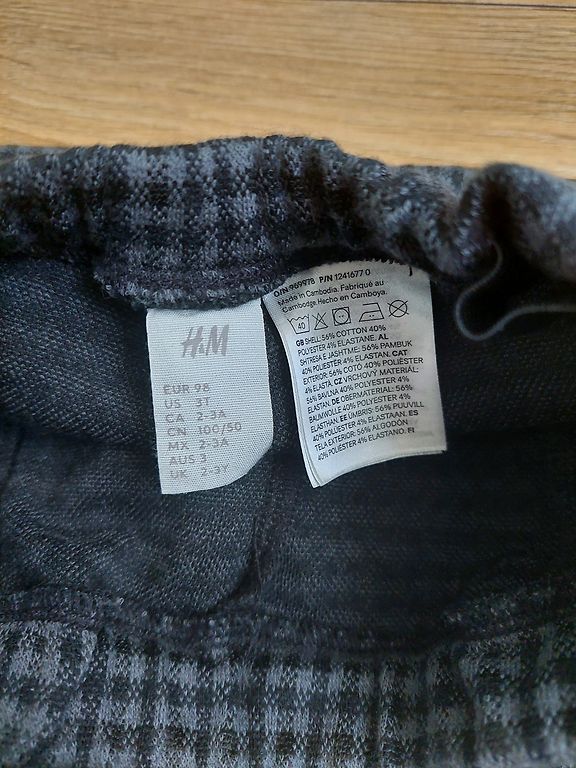 H&M
EUR 98
US 3T
CA 2-3A
CN 100/50
MX 2-3A
AUS 3
UK 2-3Y
O/N 969978 P/N 1241677 0
Made in Cambodia. Fabriqué au
Cambodge.Hecho en Camboya.
40
GB SHELL: 56% COTTON 40%
POLYESTER 4% ELASTANE. AL
SHTRESA E JASHTME: 56% PAMBUK
40% POLIESTER 4% ELASTAN. CAT
EXTERIOR: 56% COTÓ 40% POLIÈSTER
4% ELASTÀ. CZ VRCHOVÝ MATERIÁL:
56% BAVLNA 40% POLYESTER 4%
ELASTAN. DE OBERMATERIAL: 56%
BAUMWOLLE 40% POLYESTER 4%
ELASTHAN. EE ÜMBRIS: 56% PUUVILL
40% POLÜESTER 4% ELASTAAN. ES
TELA EXTERIOR: 56% ALGODÓN
40% POLIÉSTER 4% ELASTANO. FI